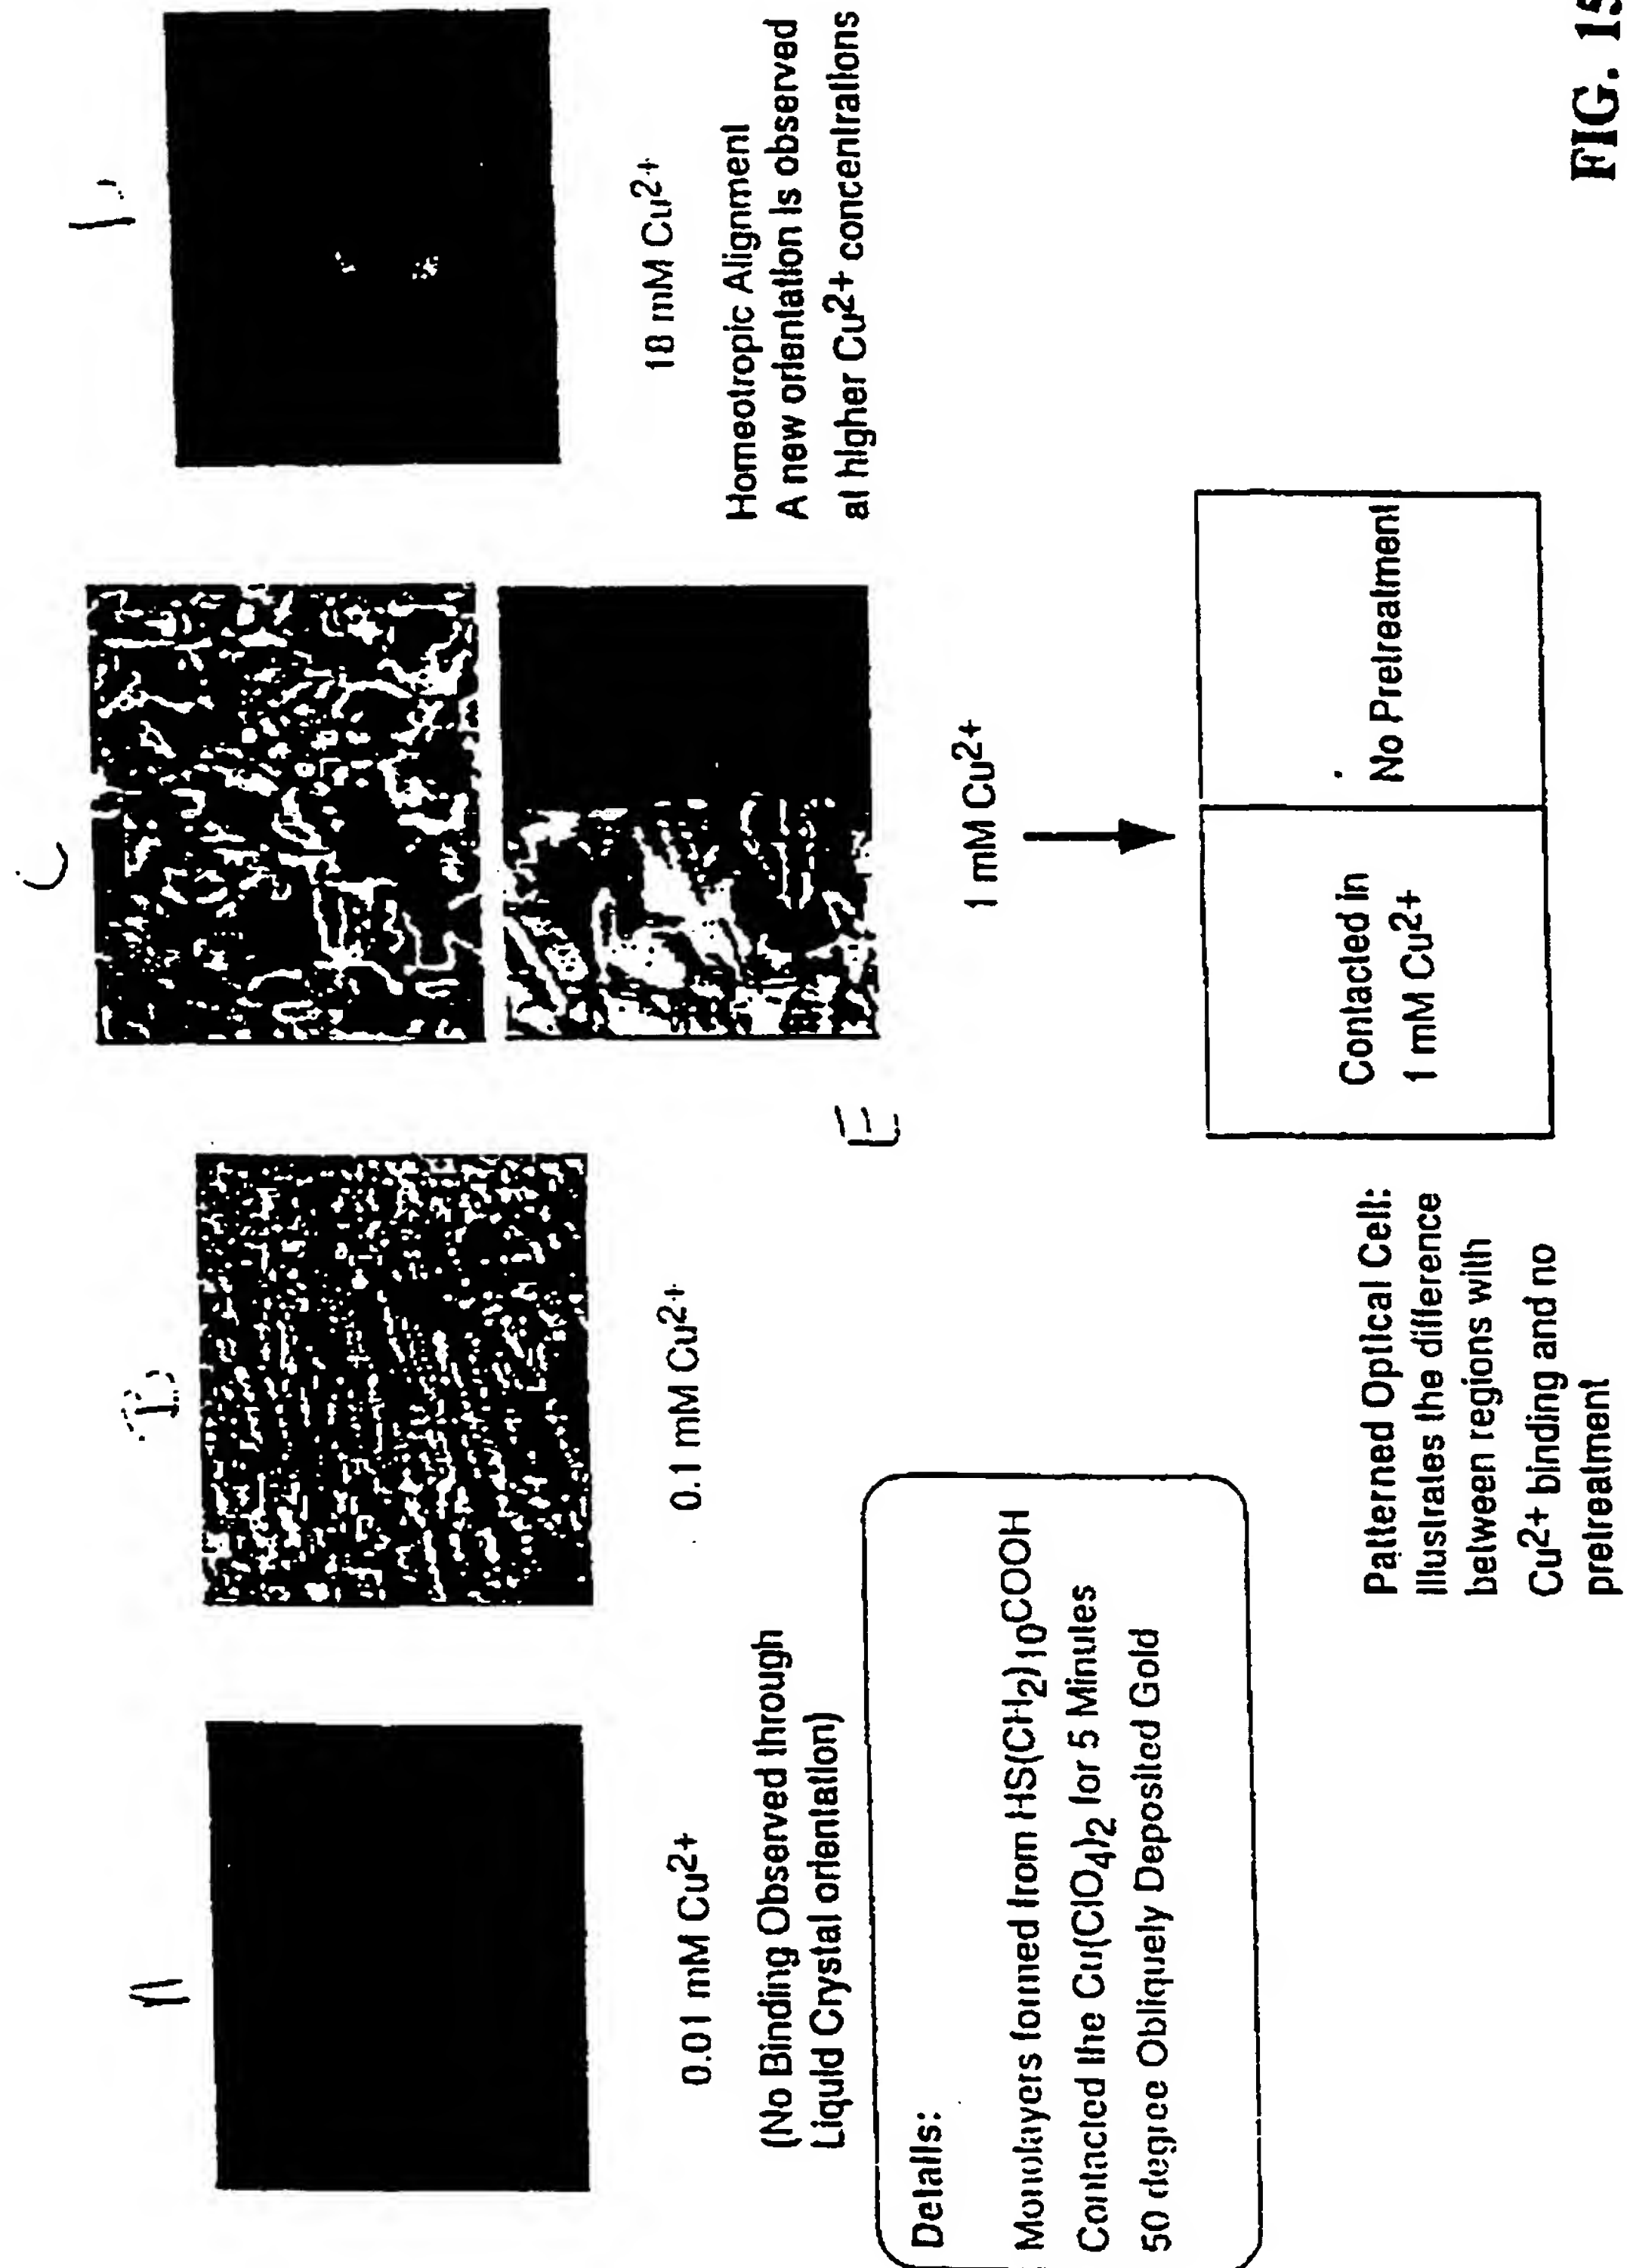 C
E
0.01 mM Cu2+
(No Binding Observed through
Liquid Crystal orientation)
0.1 mM Cu2+
1 mM Cu2+
18 mM Cu2+
Homeotropic Alignment
A new orientation is observed
at higher Cu2+ concentrations
Details:
Monolayers formed from HS(CH2)10COOH
Contacted the Cu(ClO4)2 for 5 Minutes
50 degree Obliquely Deposited Gold
Patterned Optical Cell:
Illustrates the difference
between regions with
Cu2+ binding and no
pretreatment
Contacted in
1 mM Cu2+
No Pretreatment
FIG. 15